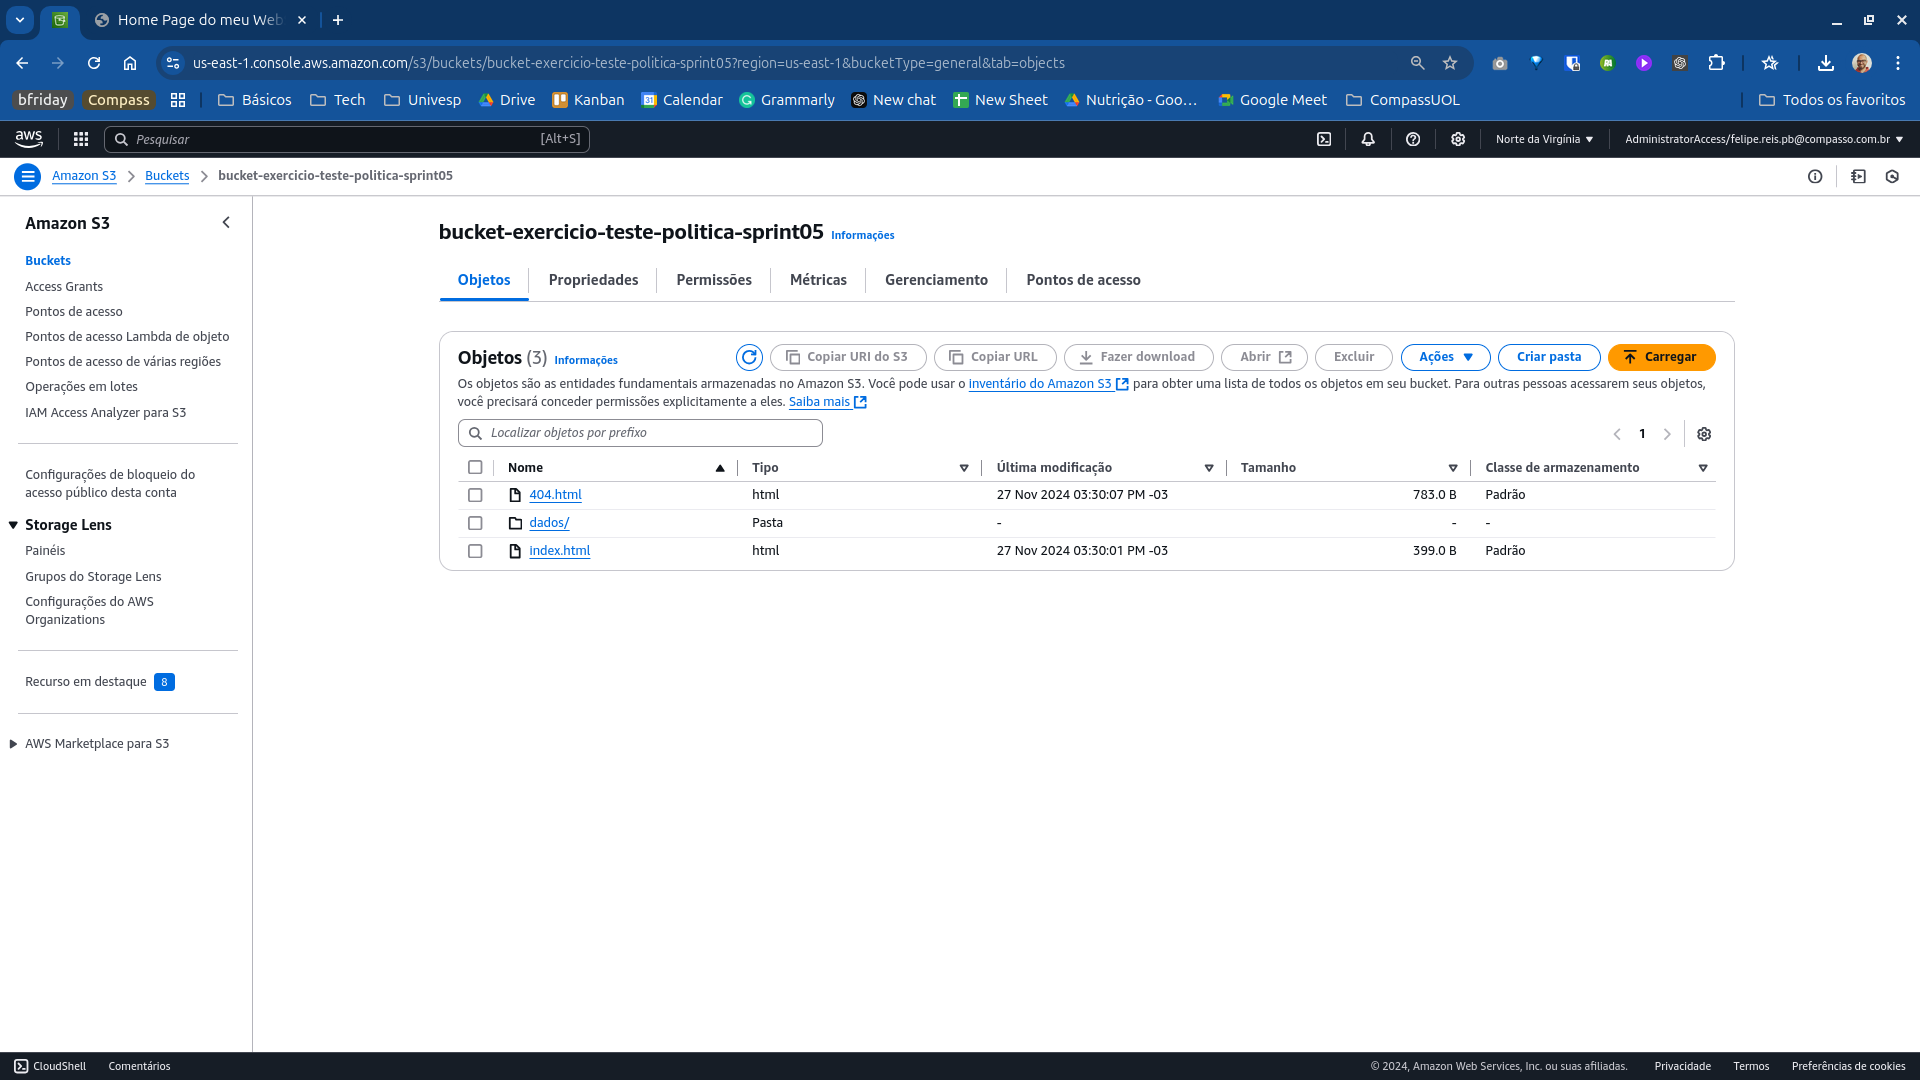 Home Page do meu Web
us-east-1.console.aws.amazon.com/s3/buckets/bucket-exercicio-teste-politica-sprint05?region=us-east-1&bucketType=general&tab=objects
bfriday Compass Básicos Tech Univesp Drive Kanban Calendar Grammarly New chat New Sheet Nutrição - Goo... Google Meet CompassUOL Todos os favoritos
aws Pesquisar [Alt+S] Norte da Virgínia AdministratorAccess/felipe.reis.pb@compasso.com.br
Amazon S3 Buckets bucket-exercicio-teste-politica-sprint05
Amazon S3
Buckets
Access Grants
Pontos de acesso
Pontos de acesso Lambda de objeto
Pontos de acesso de várias regiões
Operações em lotes
IAM Access Analyzer para S3
Configurações de bloqueio do
acesso público desta conta
Storage Lens
Painéis
Grupos do Storage Lens
Configurações do AWS
Organizations
Recurso em destaque 8
AWS Marketplace para S3
bucket-exercicio-teste-politica-sprint05 Informações
Objetos Propriedades Permissões Métricas Gerenciamento Pontos de acesso
Objetos (3) Informações Copiar URI do S3 Copiar URL Fazer download Abrir Excluir Ações Criar pasta Carregar
Os objetos são as entidades fundamentais armazenadas no Amazon S3. Você pode usar o inventário do Amazon S3 para obter uma lista de todos os objetos em seu bucket. Para outras pessoas acessarem seus objetos,
você precisará conceder permissões explicitamente a eles. Saiba mais
Localizar objetos por prefixo 1
Nome Tipo Última modificação Tamanho Classe de armazenamento
404.html html 27 Nov 2024 03:30:07 PM -03 783.0 B Padrão
dados/ Pasta - - -
index.html html 27 Nov 2024 03:30:01 PM -03 399.0 B Padrão
CloudShell Comentários © 2024, Amazon Web Services, Inc. ou suas afiliadas. Privacidade Termos Preferências de cookies